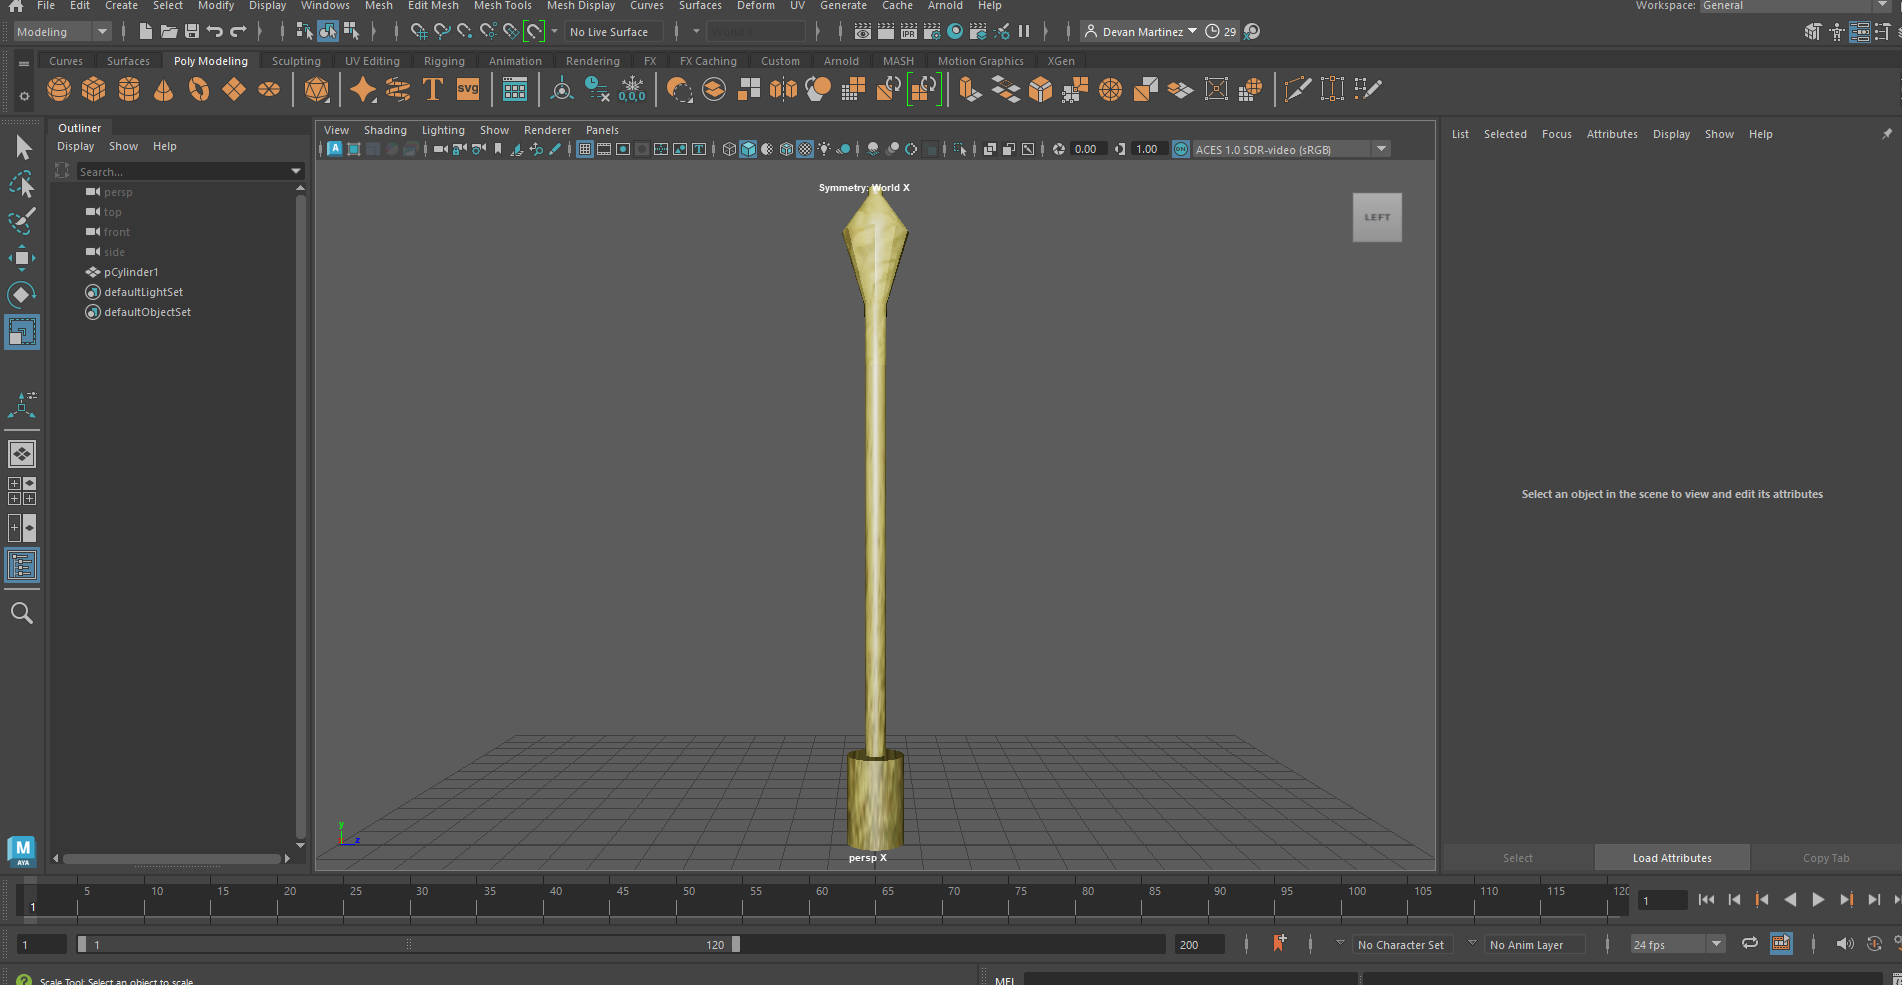 File Edit Create Select Modify Display Windows Mesh Edit Mesh Mesh Tools Mesh Display Curves Surfaces Deform UV Generate Cache Arnold Help Workspace: General
Modeling No Live Surface IPR Devan Martinez 29
Curves Surfaces Poly Modeling Sculpting UV Editing Rigging Animation Rendering FX FX Caching Custom Arnold MASH Motion Graphics XGen
T SVG 0,0,0
Outliner
Display Show Help
Search...
persp
top
front
side
pCylinder1
defaultLightSet
defaultObjectSet
View Shading Lighting Show Renderer Panels
0.00 1.00 ON ACES 1.0 SDR-video (sRGB)
Symmetry: World X
LEFT
y
z
persp X
List Selected Focus Attributes Display Show Help
Select an object in the scene to view and edit its attributes
Select Load Attributes Copy Tab
M
AYA
5 10 15 20 25 30 35 40 45 50 55 60 65 70 75 80 85 90 95 100 105 110 115 120
1 1
1 1 120 200 No Character Set No Anim Layer 24 fps
Scale Tool: Select an object to scale MEL